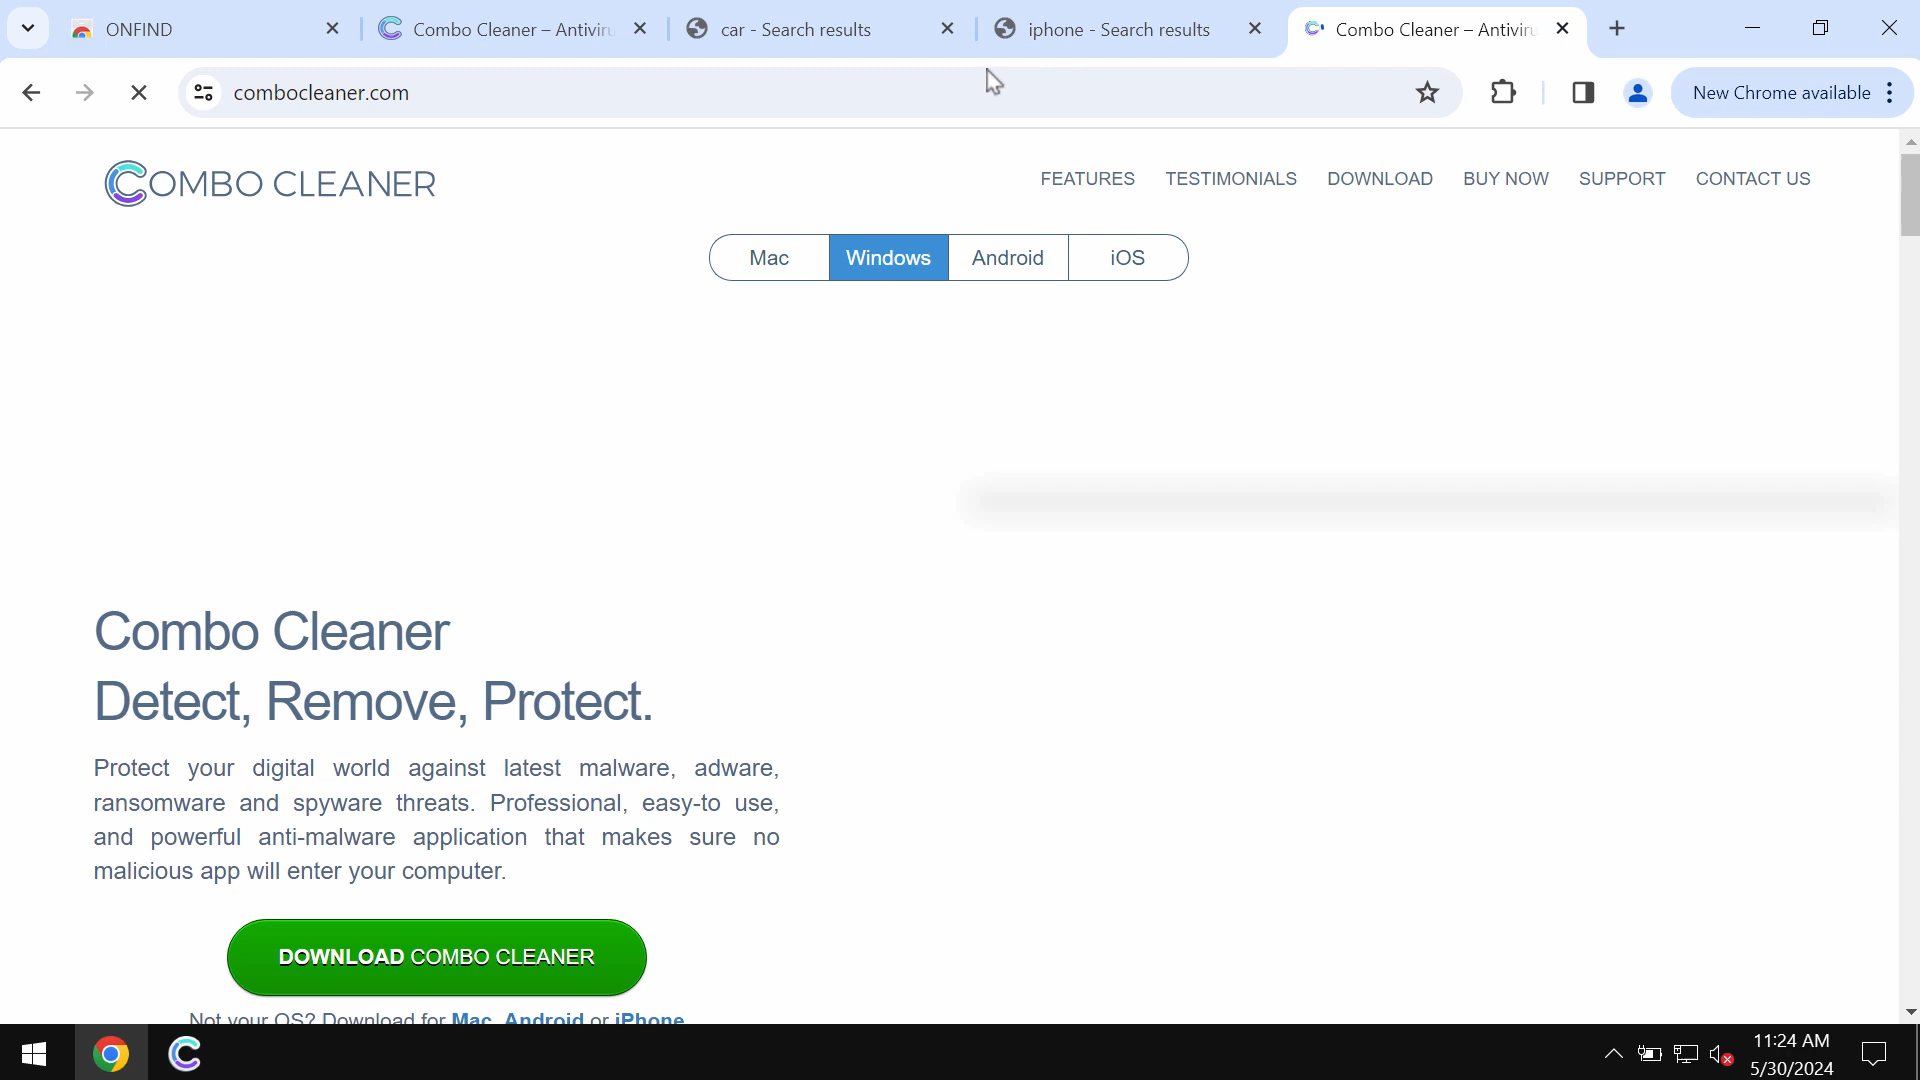 ONFIND
Combo Cleaner – Antiviru
car - Search results
iphone - Search results
Combo Cleaner – Antiviru
combocleaner.com
New Chrome available
COMBO CLEANER
FEATURES
TESTIMONIALS
DOWNLOAD
BUY NOW
SUPPORT
CONTACT US
Mac
Windows
Android
iOS
Combo Cleaner
Detect, Remove, Protect.
Protect your digital world against latest malware, adware,
ransomware and spyware threats. Professional, easy-to use,
and powerful anti-malware application that makes sure no
malicious app will enter your computer.
DOWNLOAD COMBO CLEANER
Not your OS? Download for Mac, Android or iPhone
11:24 AM
5/30/2024